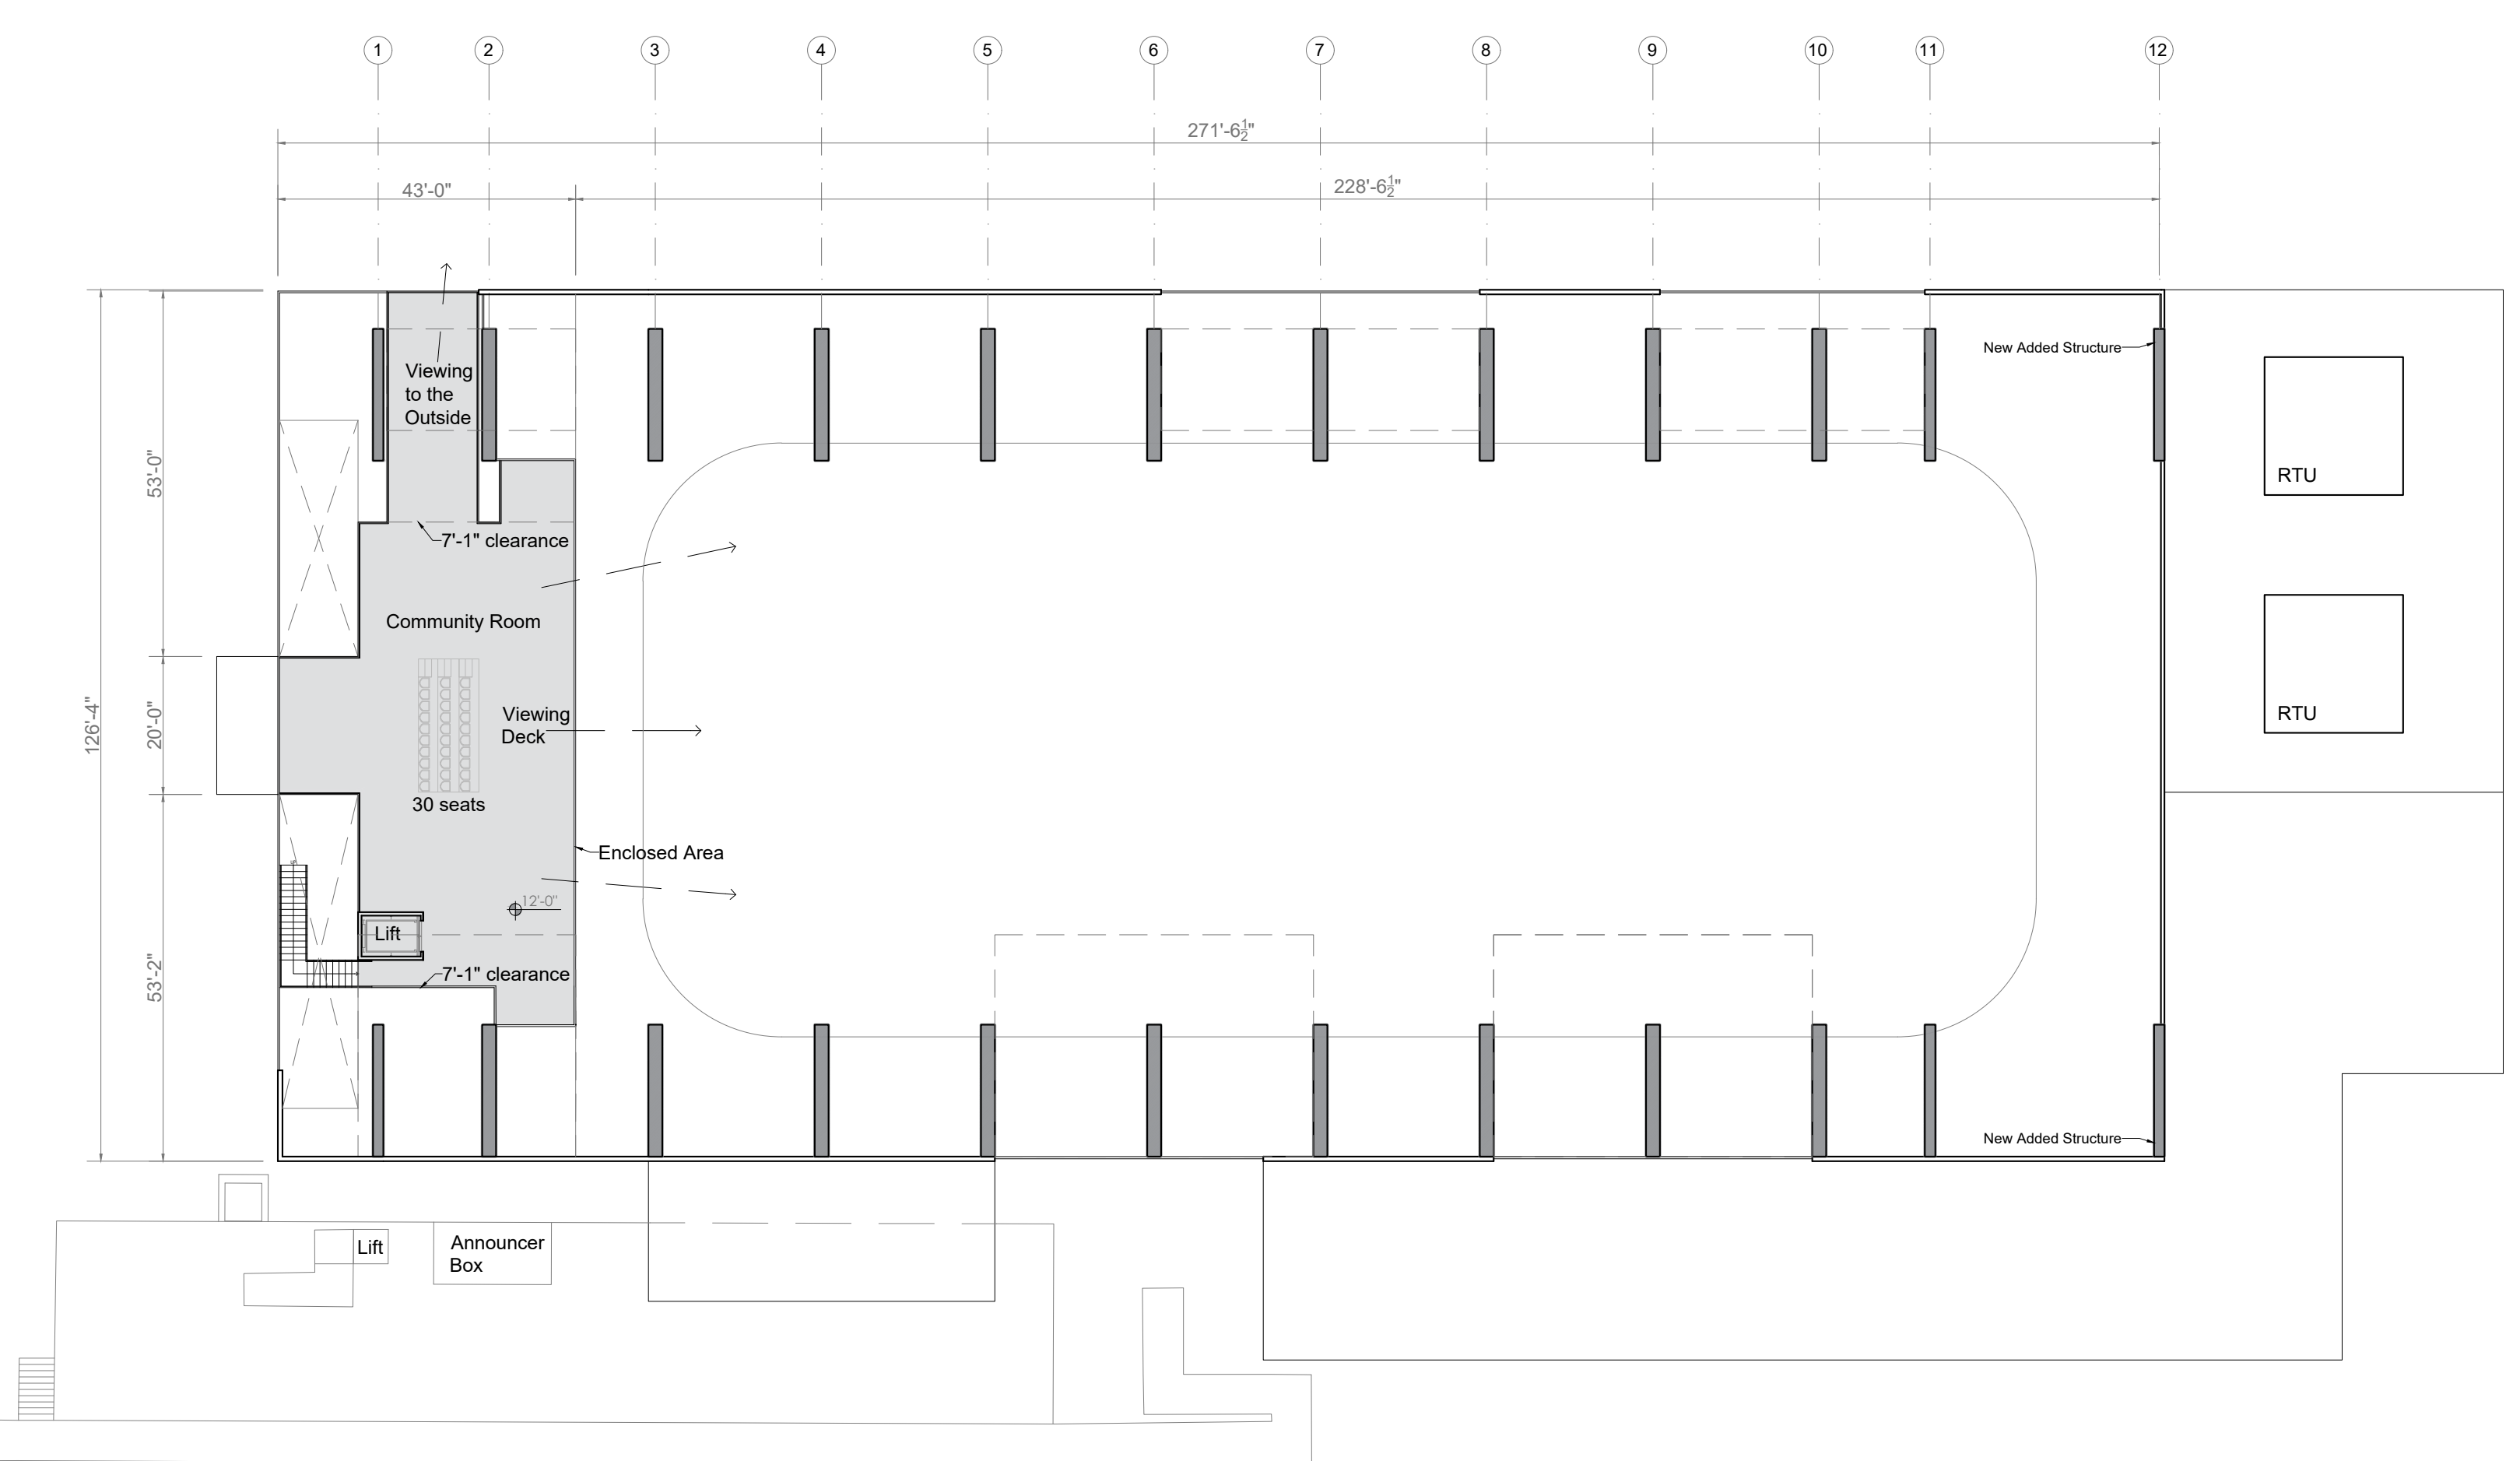 1
2
3
4
5
6
7
8
9
10
11
12
271'-6½"
43'-0"
228'-6½"
Viewing
to the
Outside
New Added Structure
53'-0"
RTU
7'-1" clearance
Community Room
126'-4"
20'-0"
Viewing
Deck
RTU
30 seats
Enclosed Area
12'-0"
Lift
53'-2"
7'-1" clearance
New Added Structure
Lift
Announcer
Box